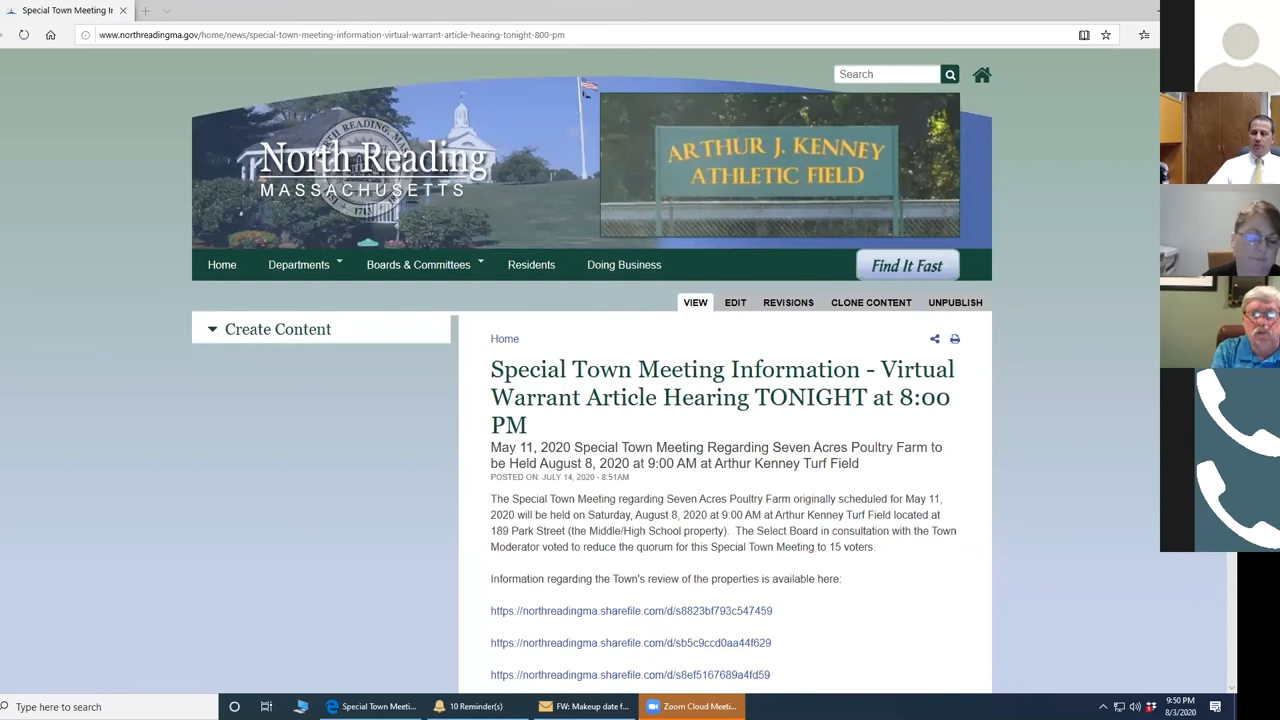 Special Town Meeting I
www.northreadingma.gov/home/news/special-town-meeting-information-virtual-warrant-article-hearing-tonight-800-pm
Search
North Reading
MASSACHUSETTS
ARTHUR J. KENNEY
ATHLETIC FIELD
Home Departments Boards & Committees Residents Doing Business Find It Fast
VIEW EDIT REVISIONS CLONE CONTENT UNPUBLISH
Create Content
Home
Special Town Meeting Information - Virtual
Warrant Article Hearing TONIGHT at 8:00
PM
May 11, 2020 Special Town Meeting Regarding Seven Acres Poultry Farm to
be Held August 8, 2020 at 9:00 AM at Arthur Kenney Turf Field
POSTED ON: JULY 14, 2020 - 8:51AM
The Special Town Meeting regarding Seven Acres Poultry Farm originally scheduled for May 11,
2020 will be held on Saturday, August 8, 2020 at 9:00 AM at Arthur Kenney Turf Field located at
189 Park Street (the Middle/High School property). The Select Board in consultation with the Town
Moderator voted to reduce the quorum for this Special Town Meeting to 15 voters.
Information regarding the Town's review of the properties is available here:
https://northreadingma.sharefile.com/d/s8823bf793c547459
https://northreadingma.sharefile.com/d/sb5c9ccd0aa44f629
https://northreadingma.sharefile.com/d/s8ef5167689a4fd59
Type here to search
Special Town Meeti...
10 Reminder(s)
FW: Makeup date f...
Zoom Cloud Meeti...
9:50 PM
8/3/2020